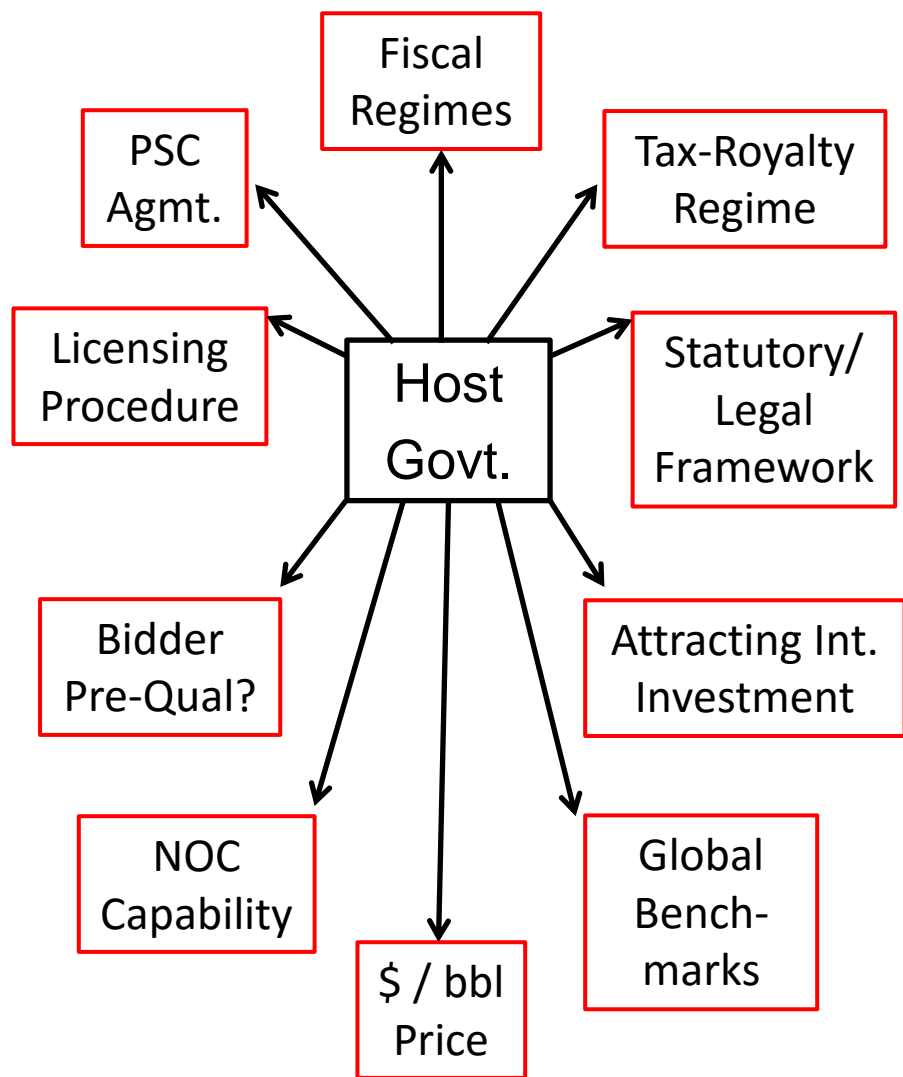 Fiscal
Regimes
PSC
Agmt.
Tax-Royalty
Regime
Licensing
Procedure
Host
Govt.
Statutory/
Legal
Framework
Bidder
Pre-Qual?
Attracting Int.
Investment
NOC
Capability
$ / bbl
Price
Global
Bench-
marks